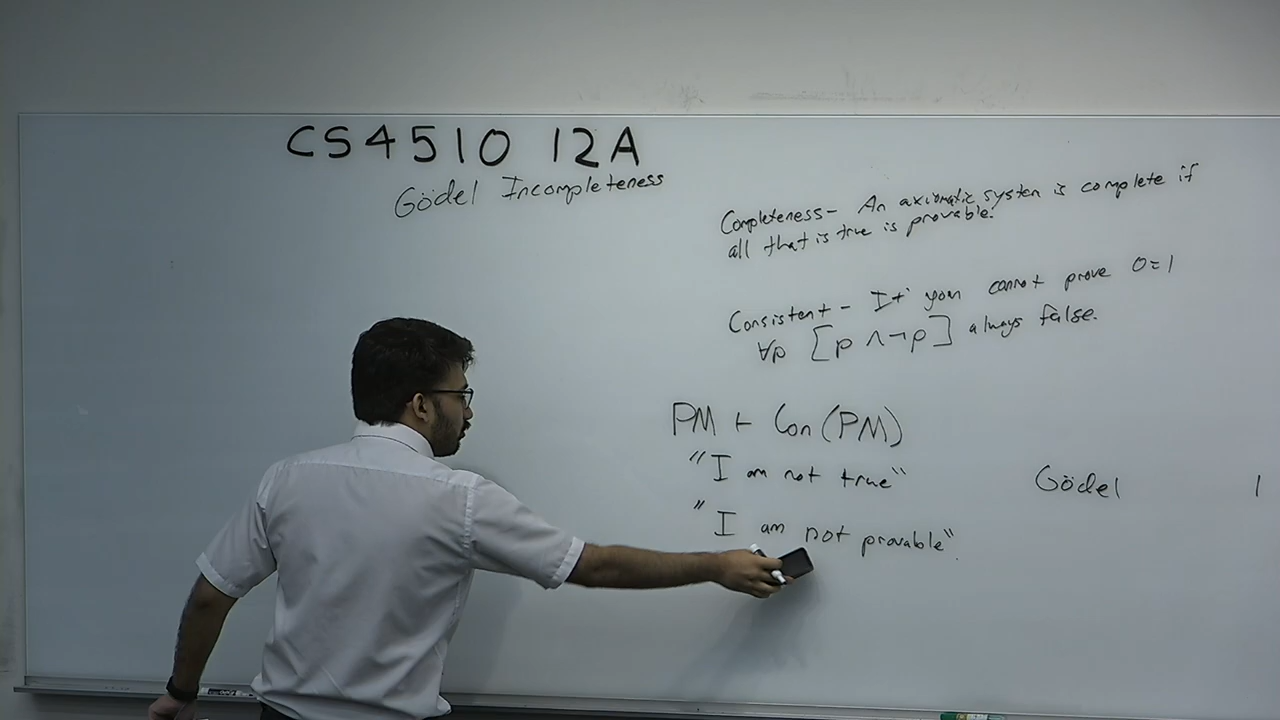 CS4510 12A
Gödel Incompleteness
Completeness - An axiomatic system is complete if
all that is true is provable.
Consistent - If you cannot prove 0=1
∀p [p ∧ ¬p] always false.
PM ⊢ Con(PM)
"I am not true"
"I am not provable".
Gödel 1